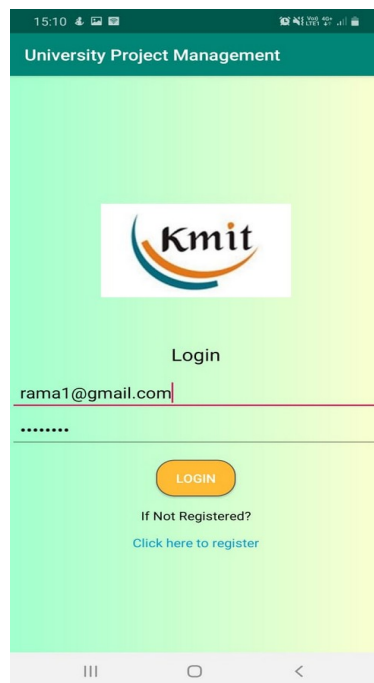 15:10
University Project Management
Kmit
Login
rama1@gmail.com
LOGIN
If Not Registered?
Click here to register